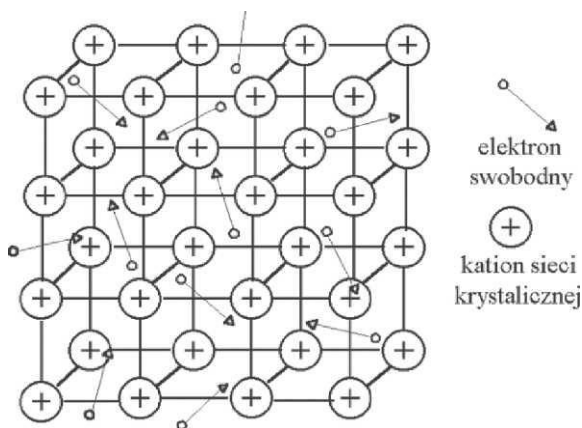 elektron
swobodny
kation sieci
krystalicznej